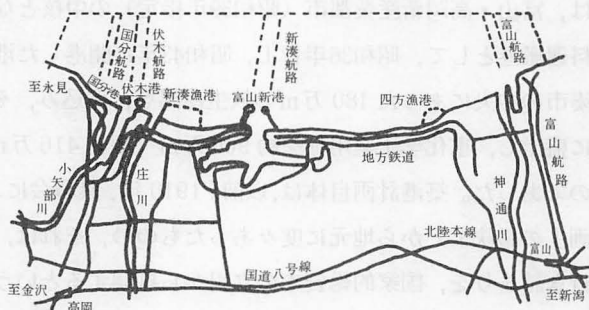 国分航路
伏木航路
新湊航路
富山航路
至氷見
国分港
伏木港
新湊漁港
富山新港
四方漁港
地方鉄道
富山航路
小矢部川
庄川
神通川
北陸本線
富山
国道八号線
至金沢
高岡
至新潟